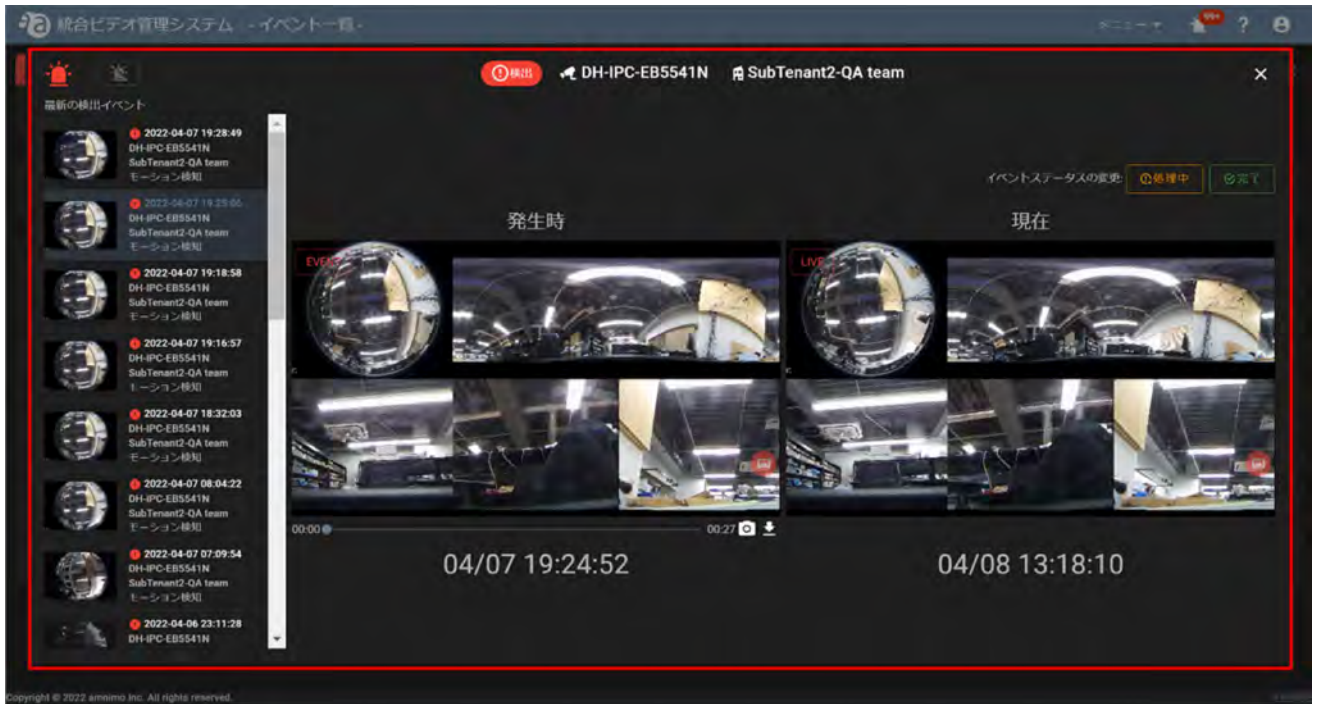 統合ビデオ管理システム - イベント一覧 -
メニュー
99+
?
検出
DH-IPC-EB5541N
SubTenant2-QA team
最新の検出イベント
2022-04-07 19:28:49
DH-IPC-EB5541N
SubTenant2-QA team
モーション検知
2022-04-07 19:25:06
DH-IPC-EB5541N
SubTenant2-QA team
モーション検知
2022-04-07 19:18:58
DH-IPC-EB5541N
SubTenant2-QA team
モーション検知
2022-04-07 19:16:57
DH-IPC-EB5541N
SubTenant2-QA team
モーション検知
2022-04-07 18:32:03
DH-IPC-EB5541N
SubTenant2-QA team
モーション検知
2022-04-07 08:04:22
DH-IPC-EB5541N
SubTenant2-QA team
モーション検知
2022-04-07 07:09:54
DH-IPC-EB5541N
SubTenant2-QA team
モーション検知
2022-04-06 23:11:28
DH-IPC-EB5541N
イベントステータスの変更:
処理中
完了
発生時
現在
EVENT
LIVE
00:00
00:27
04/07 19:24:52
04/08 13:18:10
Copyright © 2022 amnimo Inc. All rights reserved.